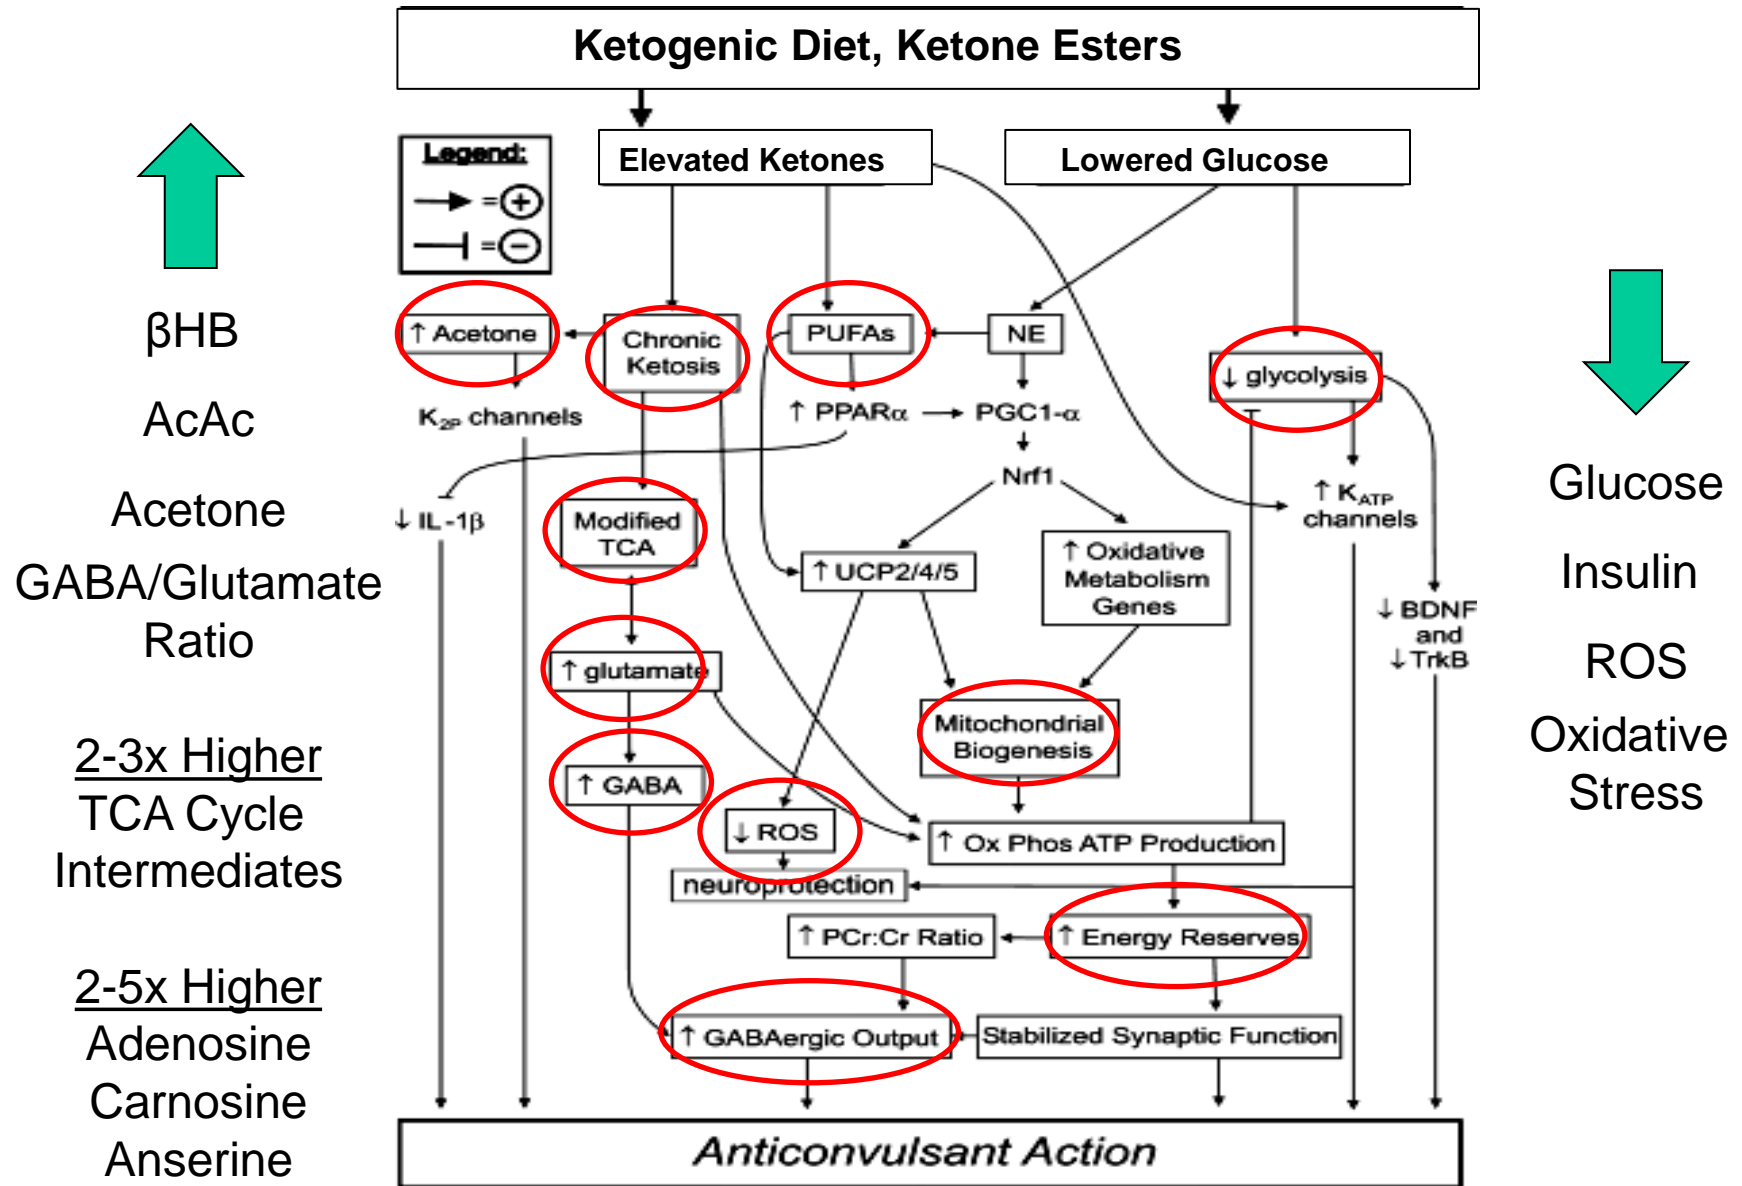 Ketogenic Diet, Ketone Esters
Legend:
= +
= −
Elevated Ketones
Lowered Glucose
↑ Acetone
Chronic
Ketosis
PUFAs
NE
↓ glycolysis
K2P channels
↑ PPARα
PGC1-α
Nrf1
↓ IL-1β
Modified
TCA
↑ UCP2/4/5
↑ Oxidative
Metabolism
Genes
↑ KATP
channels
↓ BDNF
and
↓ TrkB
↑ glutamate
Mitochondrial
Biogenesis
↑ GABA
↓ ROS
↑ Ox Phos ATP Production
neuroprotection
↑ PCr:Cr Ratio
↑ Energy Reserves
↑ GABAergic Output
Stabilized Synaptic Function
Anticonvulsant Action
βHB
AcAc
Acetone
GABA/Glutamate
Ratio
2-3x Higher
TCA Cycle
Intermediates
2-5x Higher
Adenosine
Carnosine
Anserine
Glucose
Insulin
ROS
Oxidative
Stress